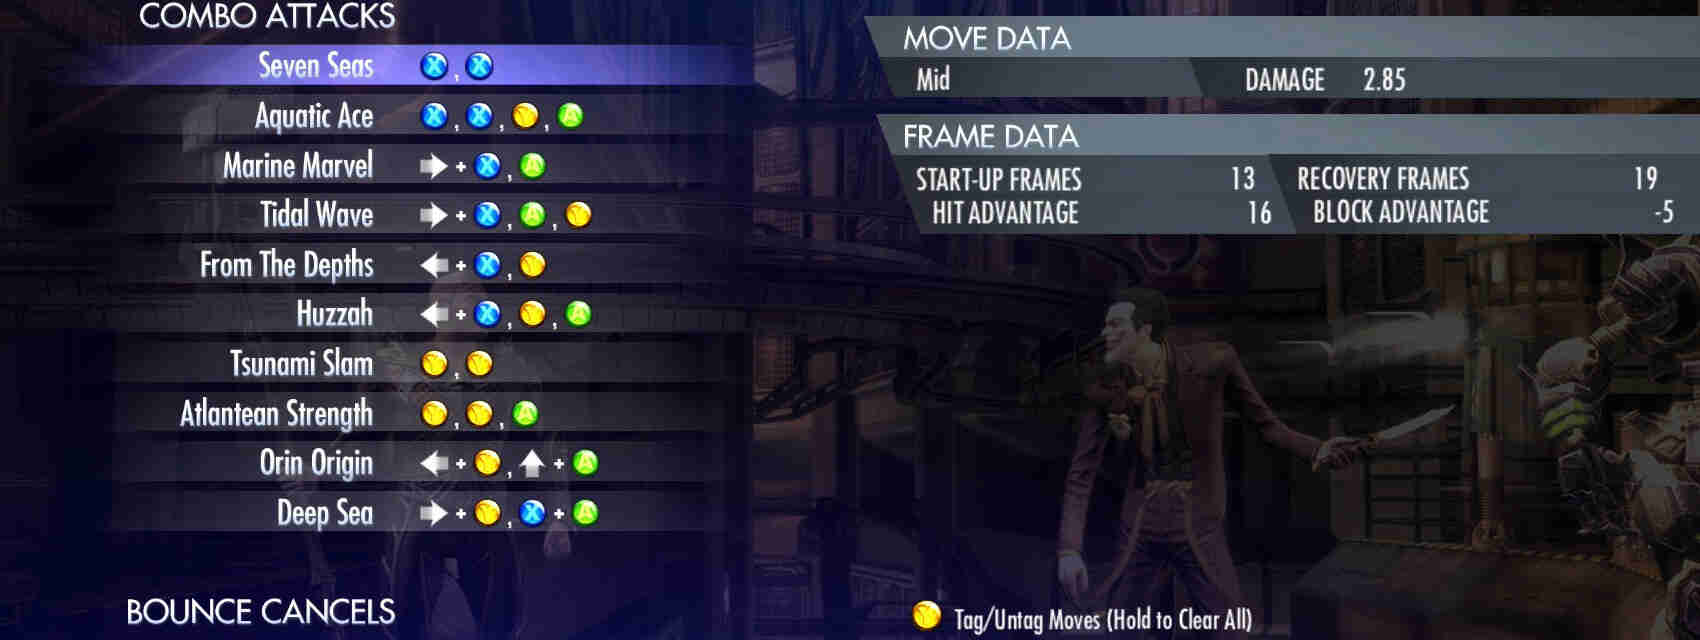 COMBO ATTACKS
Seven Seas X , X
Aquatic Ace X , X , Y , A
Marine Marvel + X , A
Tidal Wave + X , A , Y
From The Depths + X , Y
Huzzah + X , Y , A
Tsunami Slam Y , Y
Atlantean Strength Y , Y , A
Orin Origin + Y , + A
Deep Sea + Y , X + A
BOUNCE CANCELS
MOVE DATA
Mid DAMAGE 2.85
FRAME DATA
START-UP FRAMES 13 RECOVERY FRAMES 19
HIT ADVANTAGE 16 BLOCK ADVANTAGE -5
Y Tag/Untag Moves (Hold to Clear All)